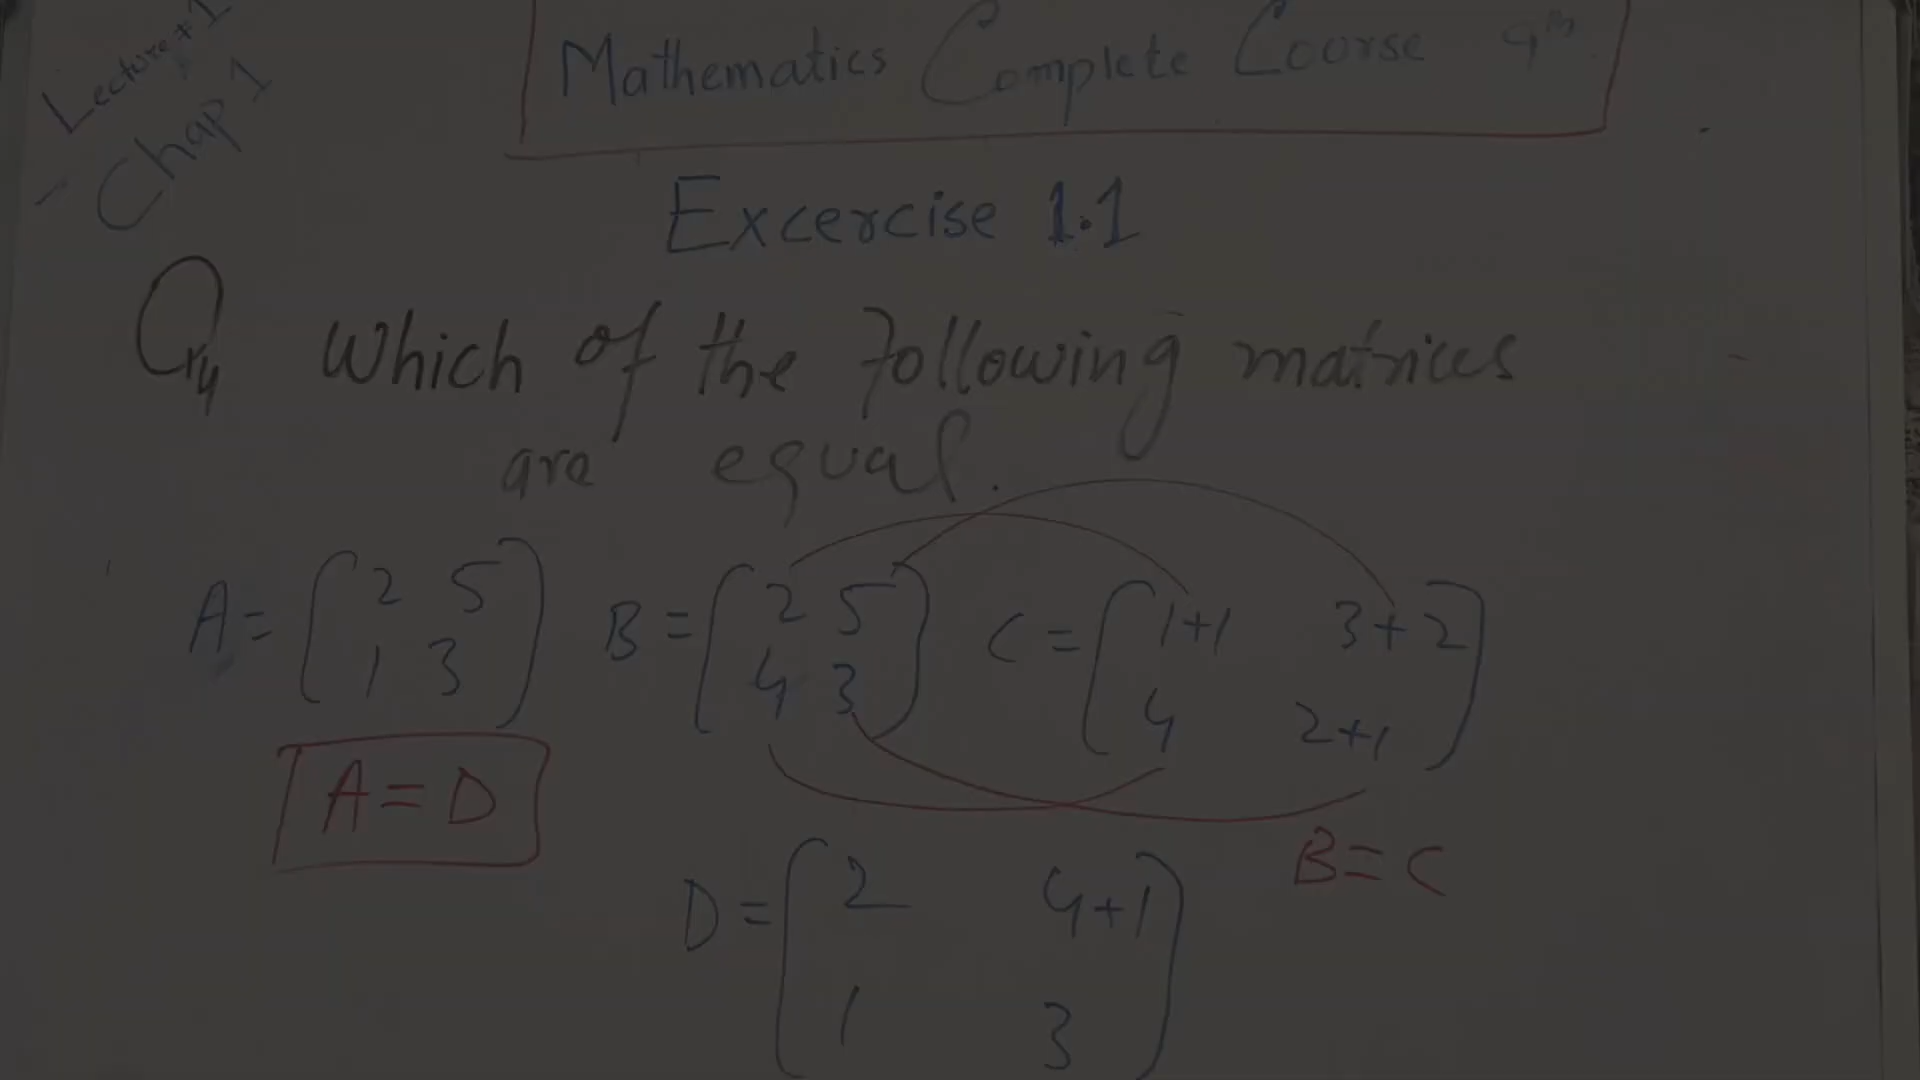 Lecture # 1
Chap 1
Mathematics Complete Course 9th
Excercise 1.1
Q4 Which of the following matrices
are equal.
A = ( 2 5
1 3 )
B = ( 2 5
4 3 )
C = ( 1+1 3+2
4 2+1 )
A = D
B = C
D = ( 2 4+1
1 3 )